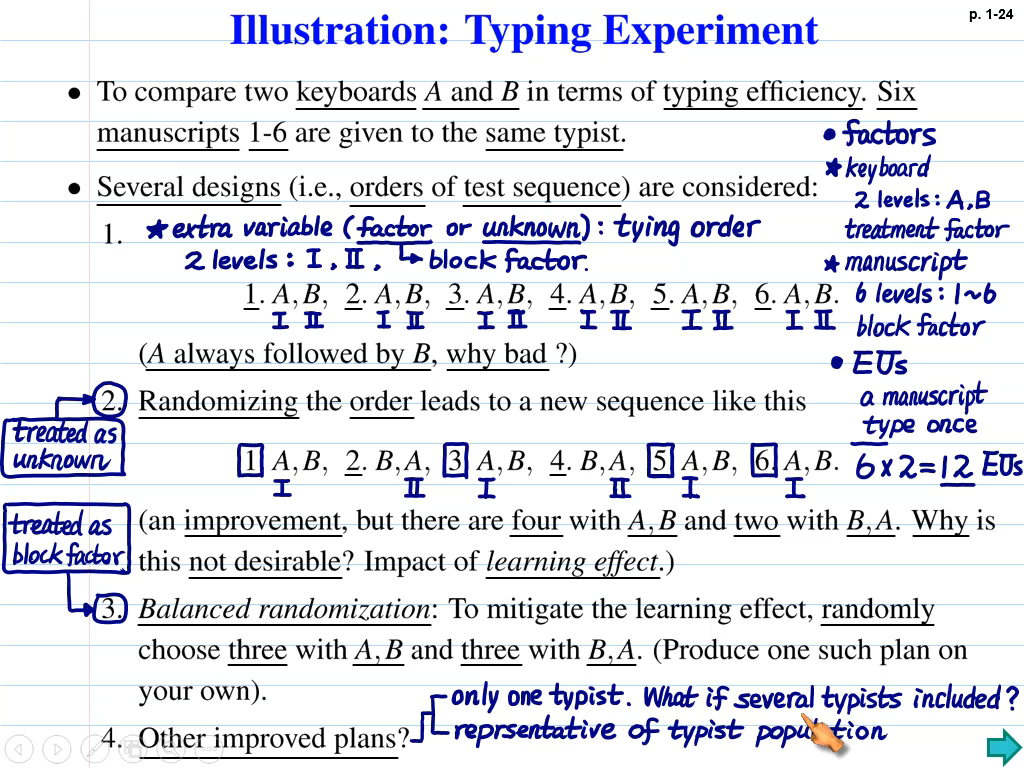 p. 1-24
Illustration: Typing Experiment
• To compare two keyboards A and B in terms of typing efficiency. Six
manuscripts 1-6 are given to the same typist.
• factors
★ keyboard
2 levels: A,B
treatment factor
★ manuscript
6 levels: 1~6
block factor
• EUs
a manuscript
type once
6 x 2 = 12 EUs
• Several designs (i.e., orders of test sequence) are considered:
1. ★ extra variable (factor or unknown): tying order
2 levels: I, II, → block factor.
1. A,B, 2. A,B, 3. A,B, 4. A,B, 5. A,B, 6. A,B.
I II I II I II I II I II I II
(A always followed by B, why bad ?)
2. Randomizing the order leads to a new sequence like this
treated as
unknown
1. A,B, 2. B,A, 3. A,B, 4. B,A, 5. A,B, 6. A,B.
I II I II I I
(an improvement, but there are four with A,B and two with B,A. Why is
this not desirable? Impact of learning effect.)
treated as
block factor
3. Balanced randomization: To mitigate the learning effect, randomly
choose three with A,B and three with B,A. (Produce one such plan on
your own).
4. Other improved plans?
only one typist. What if several typists included?
reprsentative of typist population